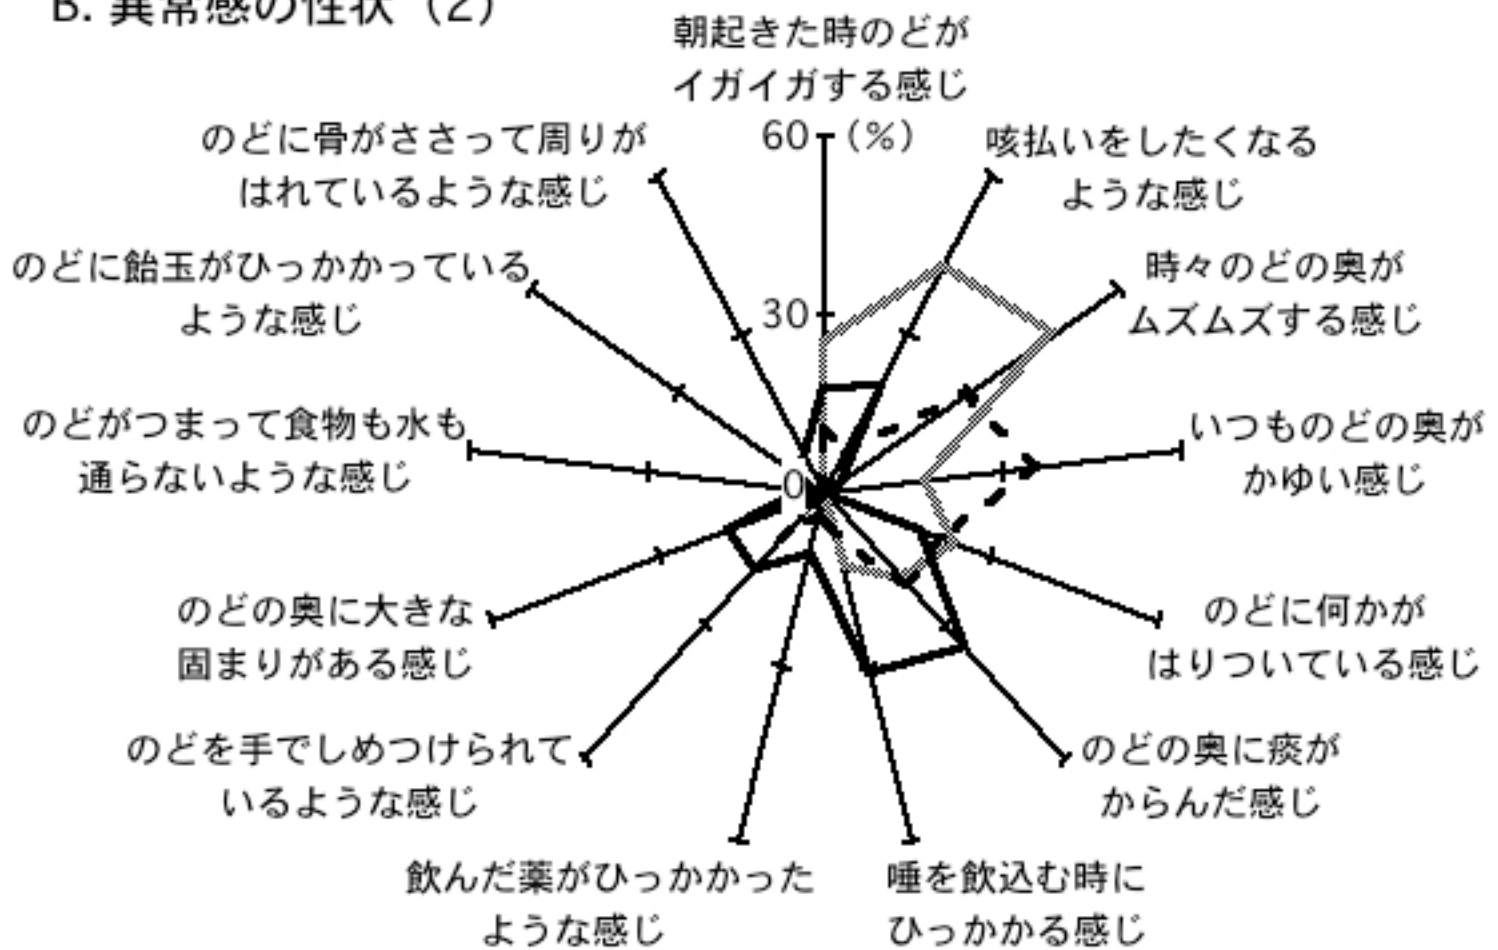 B. 異常感の性状（2）
朝起きた時のどが
イガイガする感じ
60 (%)
30
0
咳払いをしたくなる
ような感じ
時々のどの奥が
ムズムズする感じ
いつものどの奥が
かゆい感じ
のどに何かが
はりついている感じ
のどの奥に痰が
からんだ感じ
唾を飲込む時に
ひっかかる感じ
飲んだ薬がひっかかった
ような感じ
のどを手でしめつけられて
いるような感じ
のどの奥に大きな
固まりがある感じ
のどがつまって食物も水も
通らないような感じ
のどに飴玉がひっかかっている
ような感じ
のどに骨がささって周りが
はれているような感じ